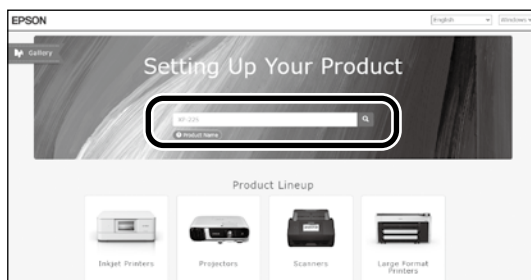 EPSON
English
Windows
Gallery
Setting Up Your Product
XP-225
Product Name
Product Lineup
Inkjet Printers
Projectors
Scanners
Large Format
Printers